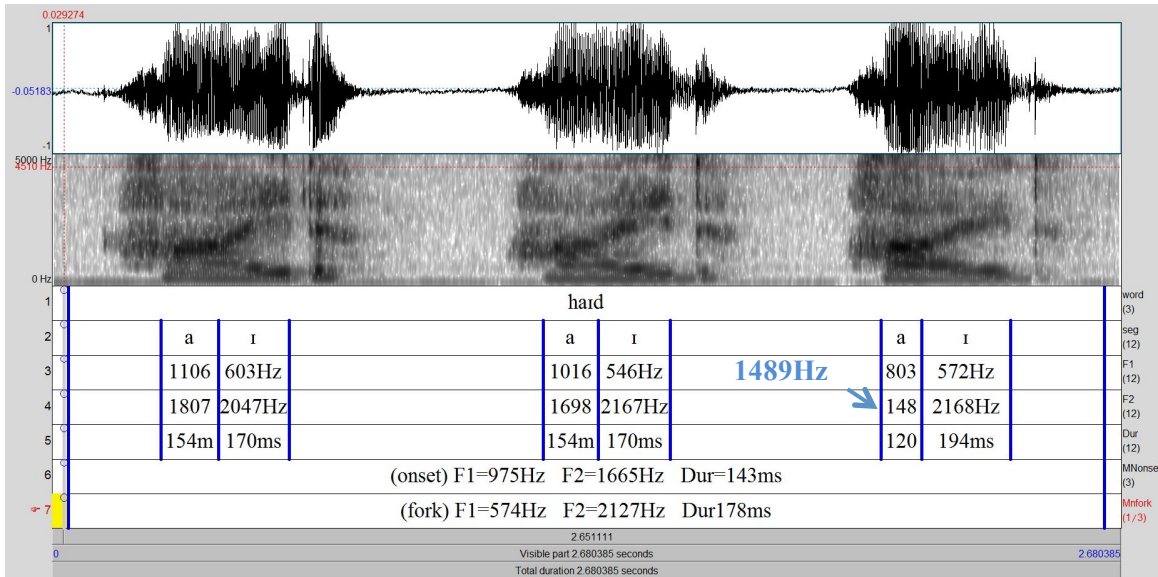 0.029274
1
-0.05183
-1
5000 Hz
4510 Hz
0 Hz
1 haɪd word (3)
2 a ɪ a ɪ a ɪ seg (12)
3 1106 603Hz 1016 546Hz 1489Hz 803 572Hz F1 (12)
4 1807 2047Hz 1698 2167Hz 148 2168Hz F2 (12)
5 154m 170ms 154m 170ms 120 194ms Dur (12)
6 (onset) F1=975Hz F2=1665Hz Dur=143ms MNonse (3)
7 (fork) F1=574Hz F2=2127Hz Dur178ms Mnfork (1/3)
2.651111
0 Visible part 2.680385 seconds 2.680385
Total duration 2.680385 seconds